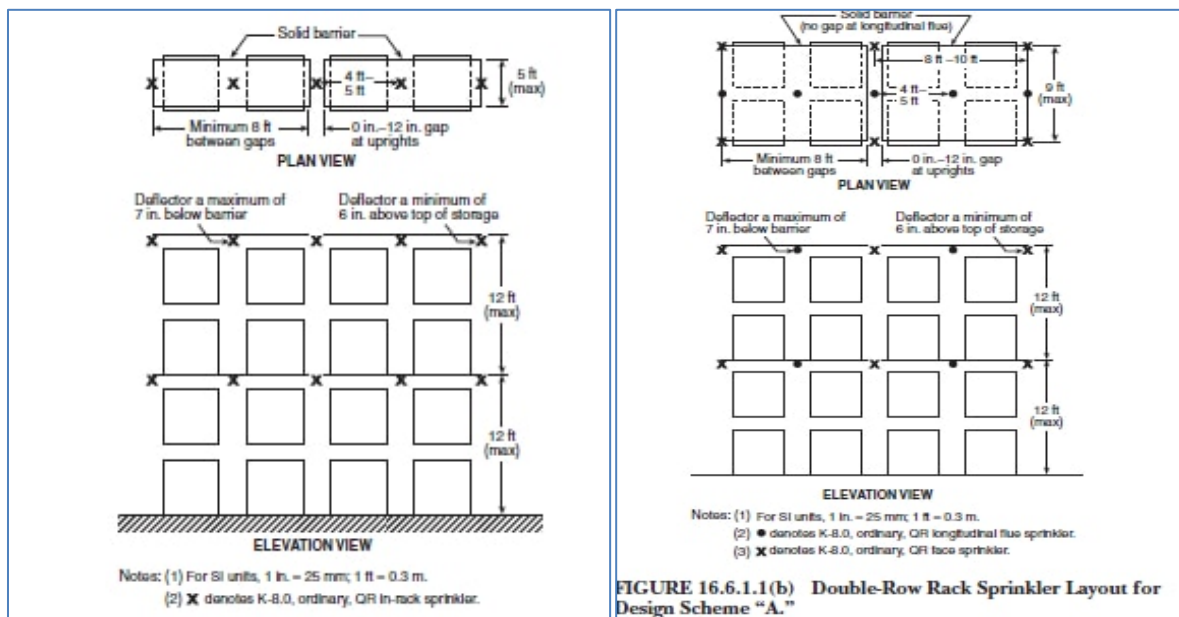 Solid barrier
4 ft–
5 ft
5 ft
(max)
Minimum 8 ft
between gaps
0 in.–12 in. gap
at uprights
PLAN VIEW
Deflector a maximum of
7 in. below barrier
Deflector a minimum of
6 in. above top of storage
12 ft
(max)
12 ft
(max)
ELEVATION VIEW
Notes: (1) For SI units, 1 in. = 25 mm; 1 ft = 0.3 m.
(2) X denotes K-8.0, ordinary, QR in-rack sprinkler.
Solid barrier
(no gap at longitudinal flue)
8 ft –10 ft
4 ft–
5 ft
9 ft
(max)
Minimum 8 ft
between gaps
0 in.–12 in. gap
at uprights
PLAN VIEW
Deflector a maximum of
7 in. below barrier
Deflector a minimum of
6 in. above top of storage
12 ft
(max)
12 ft
(max)
ELEVATION VIEW
Notes: (1) For SI units, 1 in. = 25 mm; 1 ft = 0.3 m.
(2) ● denotes K-8.0, ordinary, QR longitudinal flue sprinkler.
(3) X denotes K-8.0, ordinary, QR face sprinkler.
FIGURE 16.6.1.1(b) Double-Row Rack Sprinkler Layout for
Design Scheme “A.”